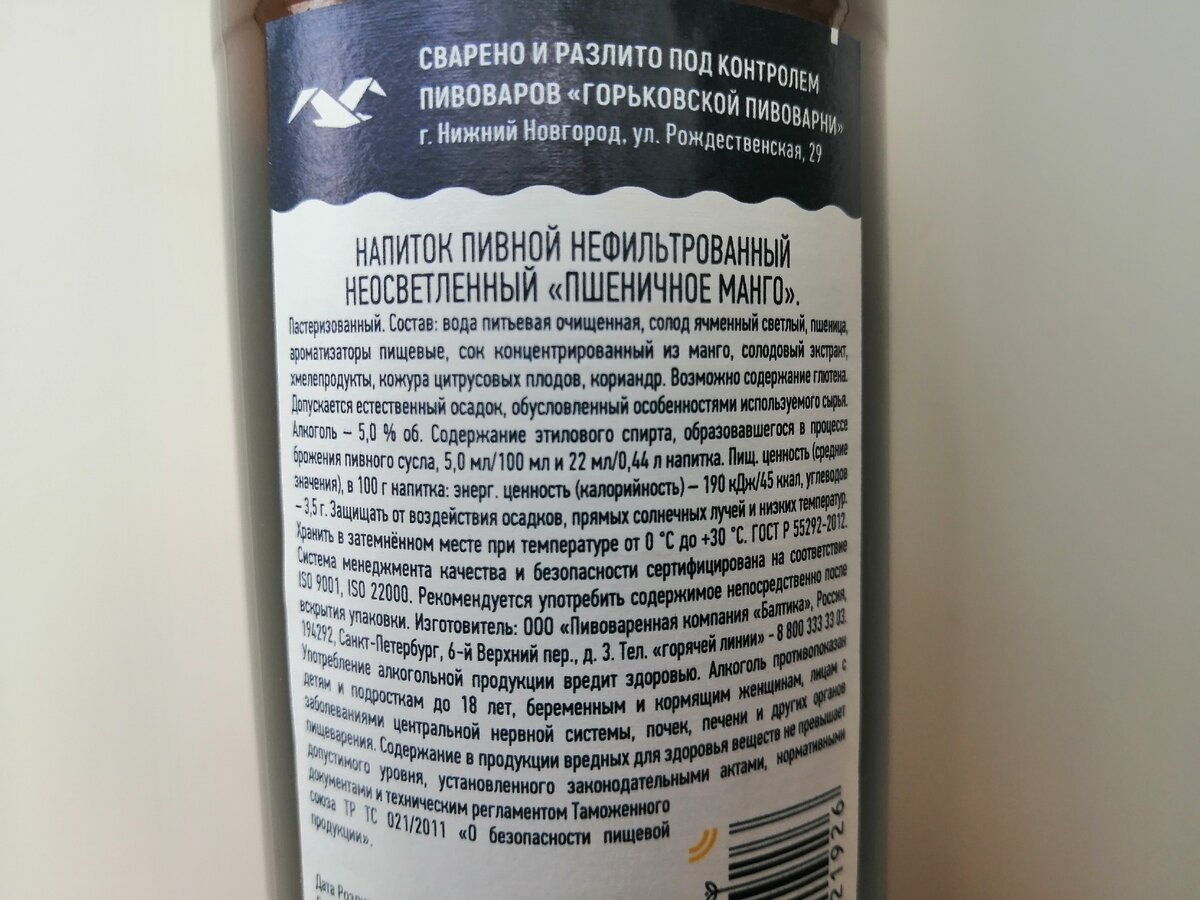 СВАРЕНО И РАЗЛИТО ПОД КОНТРОЛЕМ
ПИВОВАРОВ «ГОРЬКОВСКОЙ ПИВОВАРНИ»
г. Нижний Новгород, ул. Рождественская, 29
НАПИТОК ПИВНОЙ НЕФИЛЬТРОВАННЫЙ
НЕОСВЕТЛЕННЫЙ «ПШЕНИЧНОЕ МАНГО».
Пастеризованный. Состав: вода питьевая очищенная, солод ячменный светлый, пшеница,
ароматизаторы пищевые, сок концентрированный из манго, солодовый экстракт,
хмелепродукты, кожура цитрусовых плодов, кориандр. Возможно содержание глютена.
Допускается естественный осадок, обусловленный особенностями используемого сырья.
Алкоголь – 5,0 % об. Содержание этилового спирта, образовавшегося в процессе
брожения пивного сусла, 5,0 мл/100 мл и 22 мл/0,44 л напитка. Пищ. ценность (средние
значения), в 100 г напитка: энерг. ценность (калорийность) – 190 кДж/45 ккал, углеводов
– 3,5 г. Защищать от воздействия осадков, прямых солнечных лучей и низких температур.
Хранить в затемнённом месте при температуре от 0 °С до +30 °С. ГОСТ Р 55292-2012.
Система менеджмента качества и безопасности сертифицирована на соответствие
ISO 9001, ISO 22000. Рекомендуется употребить содержимое непосредственно после
вскрытия упаковки. Изготовитель: ООО «Пивоваренная компания «Балтика», Россия,
194292, Санкт-Петербург, 6-й Верхний пер., д. 3. Тел. «горячей линии» - 8 800 333 33 03.
Употребление алкогольной продукции вредит здоровью. Алкоголь противопоказан
детям и подросткам до 18 лет, беременным и кормящим женщинам, лицам с
заболеваниями центральной нервной системы, почек, печени и других органов
пищеварения. Содержание в продукции вредных для здоровья веществ не превышает
допустимого уровня, установленного законодательными актами, нормативными
документами и техническим регламентом Таможенного
союза ТР ТС 021/2011 «О безопасности пищевой
продукции».
Дата
21926